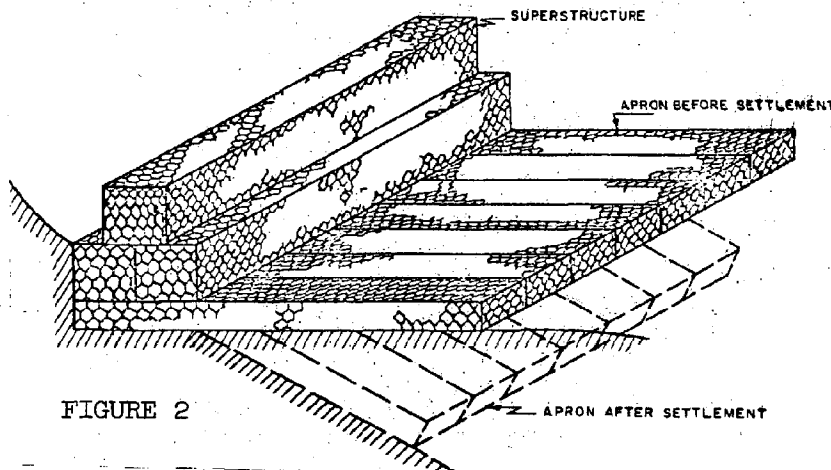 SUPERSTRUCTURE
APRON BEFORE SETTLEMENT
FIGURE 2
APRON AFTER SETTLEMENT